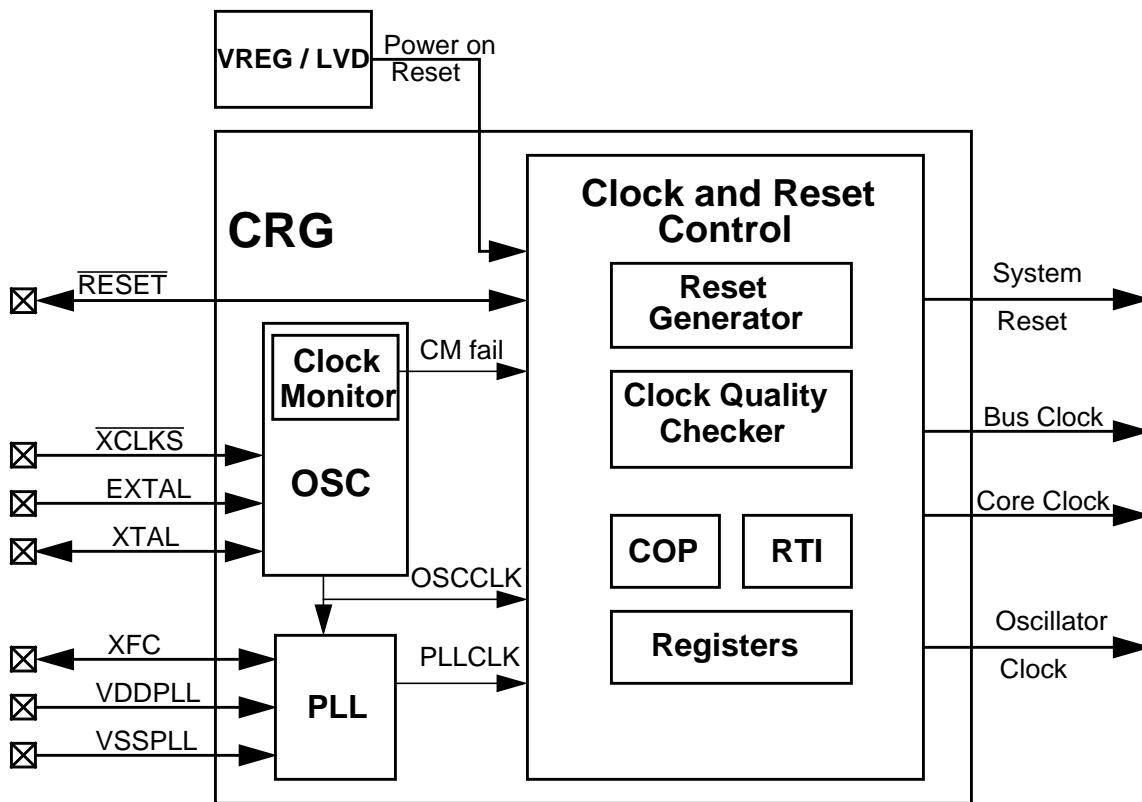 VREG / LVD
Power on
Reset
CRG
Clock and Reset
Control
RESET
Reset
Generator
System
Reset
Clock
Monitor
CM fail
Clock Quality
Checker
Bus Clock
XCLKS
OSC
EXTAL
XTAL
Core Clock
COP
RTI
OSCCLK
XFC
PLLCLK
Registers
Oscillator
Clock
VDDPLL
PLL
VSSPLL